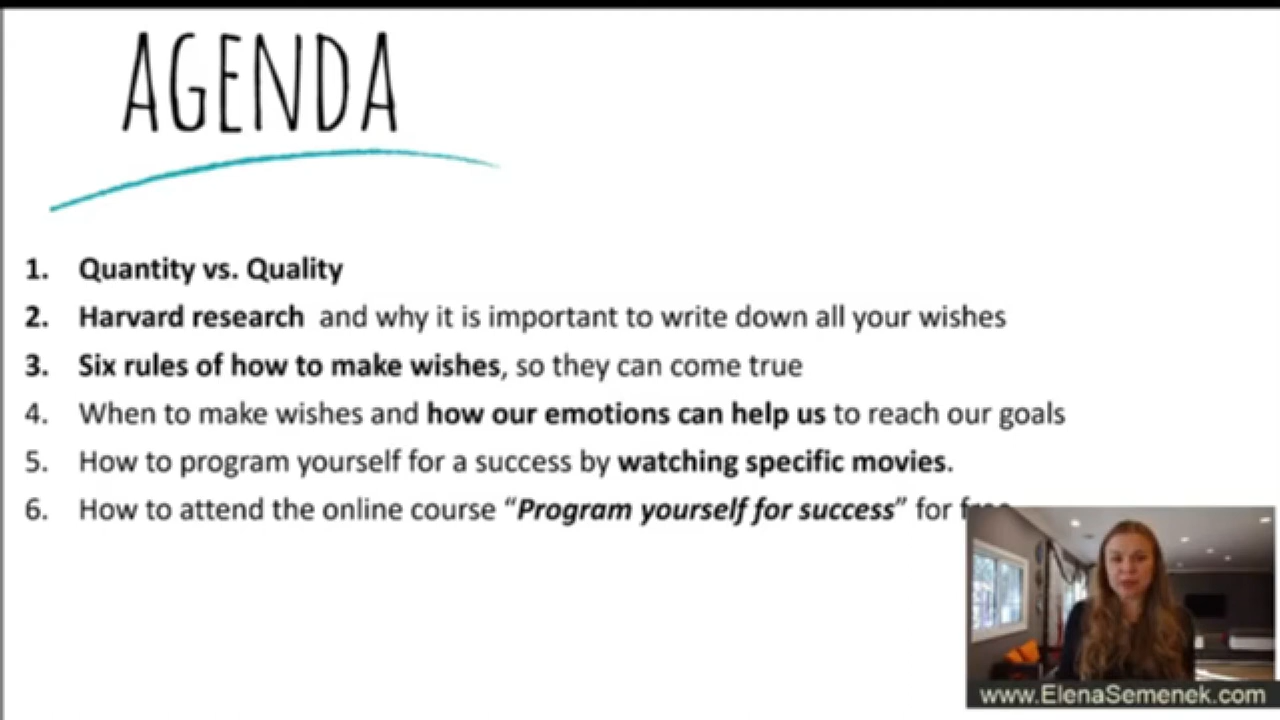 AGENDA
1. Quantity vs. Quality
2. Harvard research and why it is important to write down all your wishes
3. Six rules of how to make wishes, so they can come true
4. When to make wishes and how our emotions can help us to reach our goals
5. How to program yourself for a success by watching specific movies.
6. How to attend the online course “Program yourself for success” for free
www.ElenaSemenek.com